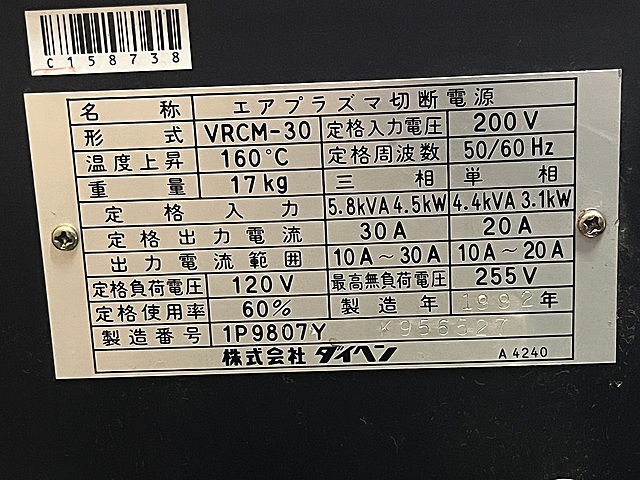 C158738
名称 エアプラズマ切断電源
形式 VRCM-30 定格入力電圧 200V
温度上昇 160℃ 定格周波数 50/60Hz
重量 17kg 三相 単相
定格入力 5.8kVA 4.5kW 4.4kVA 3.1kW
定格出力電流 30A 20A
出力電流範囲 10A～30A 10A～20A
定格負荷電圧 120V 最高無負荷電圧 255V
定格使用率 60% 製造年 1992年
製造番号 1P9807Y K956527
株式会社 ダイヘン A4240